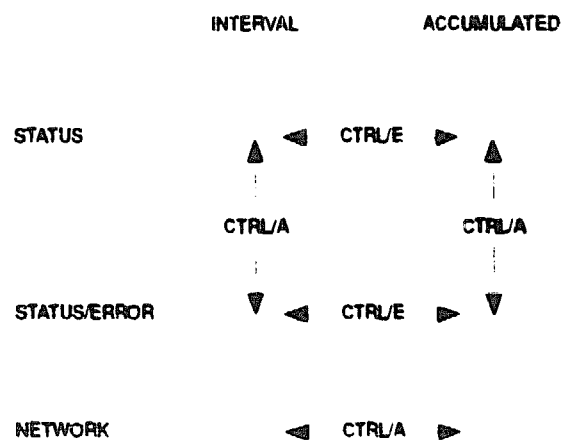 INTERVAL ACCUMULATED
STATUS CTRL/E
CTRL/A CTRL/A
STATUS/ERROR CTRL/E
NETWORK CTRL/A